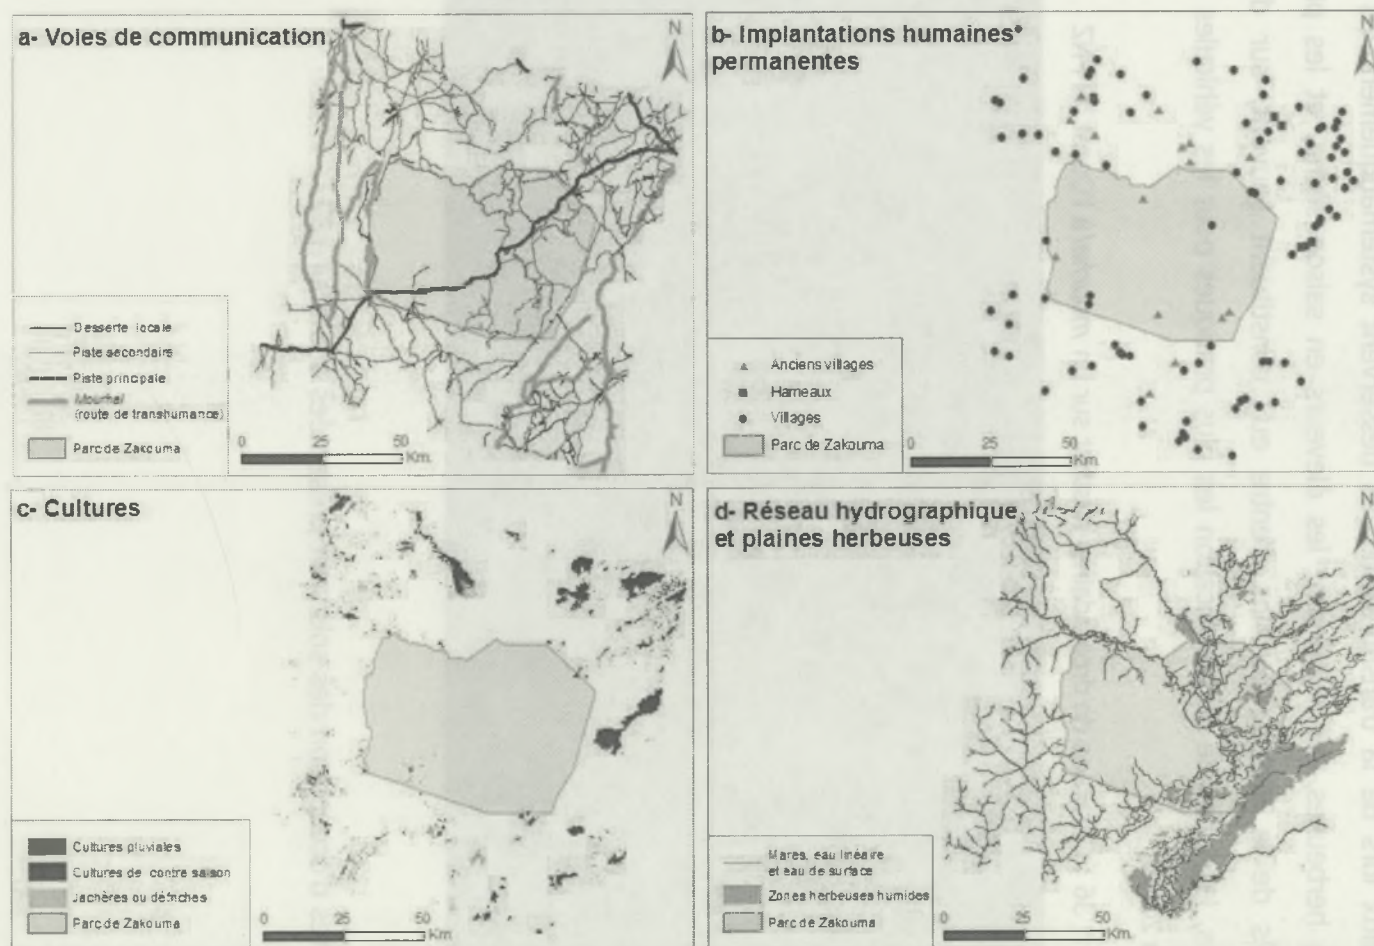 a- Voies de communication
N
Desserte locale
Piste secondaire
Piste principale
Mourhal
(route de transhumance)
Parc de Zakouma
0 25 50
Km.
b- Implantations humaines*
permanentes
N
Anciens villages
Hameaux
Villages
Parc de Zakouma
0 25 50
Km.
c- Cultures
N
Cultures pluviales
Cultures de contre saison
Jachères ou défriches
Parc de Zakouma
0 25 50
Km.
d- Réseau hydrographique
et plaines herbeuses
N
Mares, eau linéaire
et eau de surface
Zones herbeuses humides
Parc de Zakouma
0 25 50
Km.